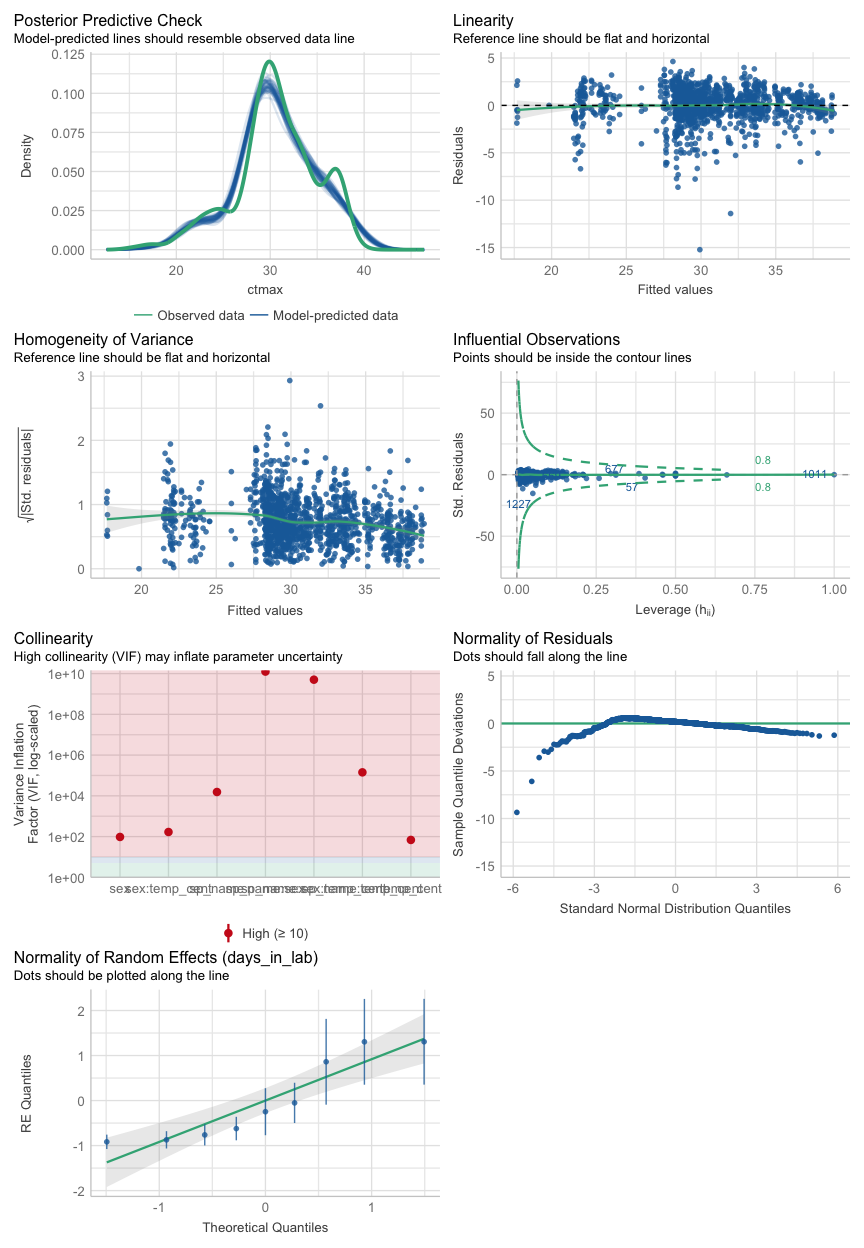 Posterior Predictive Check
Model-predicted lines should resemble observed data line
0.125
0.100
0.075
0.050
0.025
0.000
Density
20
30
40
ctmax
Observed data
Model-predicted data
Linearity
Reference line should be flat and horizontal
5
0
-5
-10
-15
Residuals
20
25
30
35
Fitted values
Homogeneity of Variance
Reference line should be flat and horizontal
3
2
1
0
√|Std. residuals|
20
25
30
35
Fitted values
Influential Observations
Points should be inside the contour lines
50
0
-50
Std. Residuals
677
57
1227
1011
0.8
0.8
0.00
0.25
0.50
0.75
1.00
Leverage (hᵢᵢ)
Collinearity
High collinearity (VIF) may inflate parameter uncertainty
1e+10
1e+08
1e+06
1e+04
1e+02
1e+00
Variance Inflation
Factor (VIF, log-scaled)
High (≥ 10)
Normality of Residuals
Dots should fall along the line
5
0
-5
-10
-15
Sample Quantile Deviations
-6
-3
0
3
6
Standard Normal Distribution Quantiles
Normality of Random Effects (days_in_lab)
Dots should be plotted along the line
2
1
0
-1
-2
RE Quantiles
-1
0
1
Theoretical Quantiles